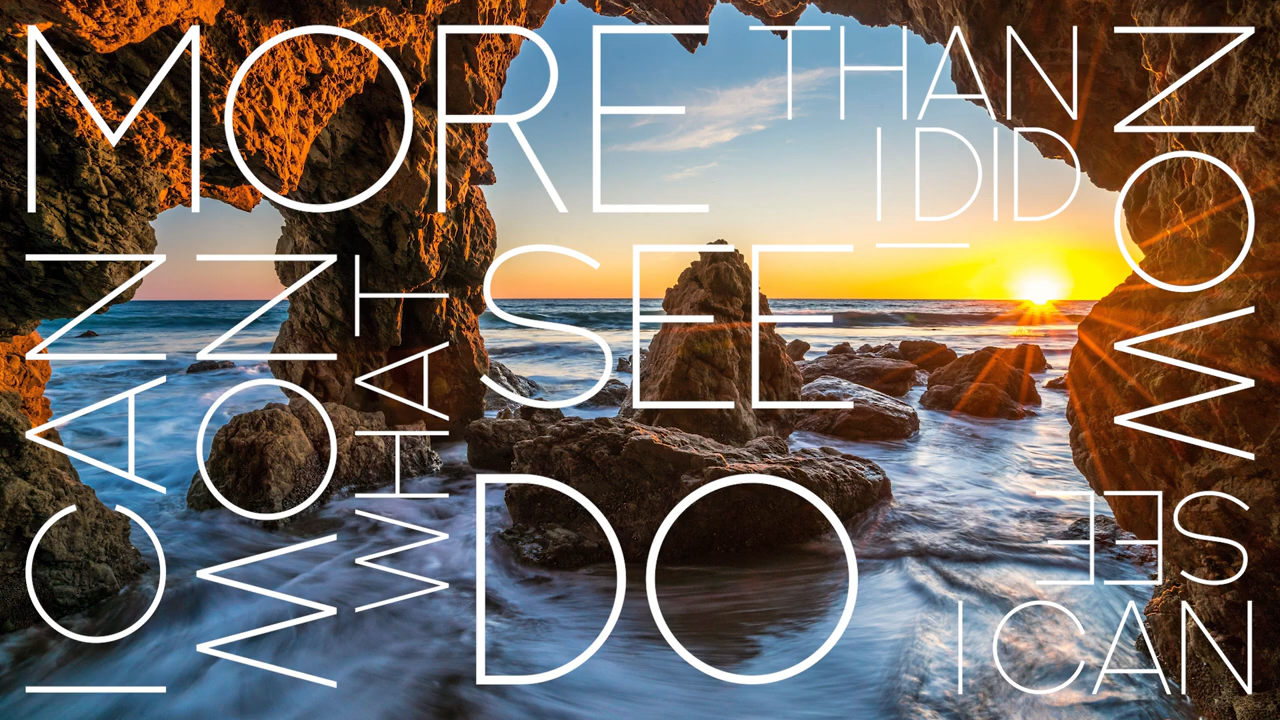 MORE
THAN
I DID
NOW
I CAN
NOW
WHAT
SEE
DO
SEE
I CAN